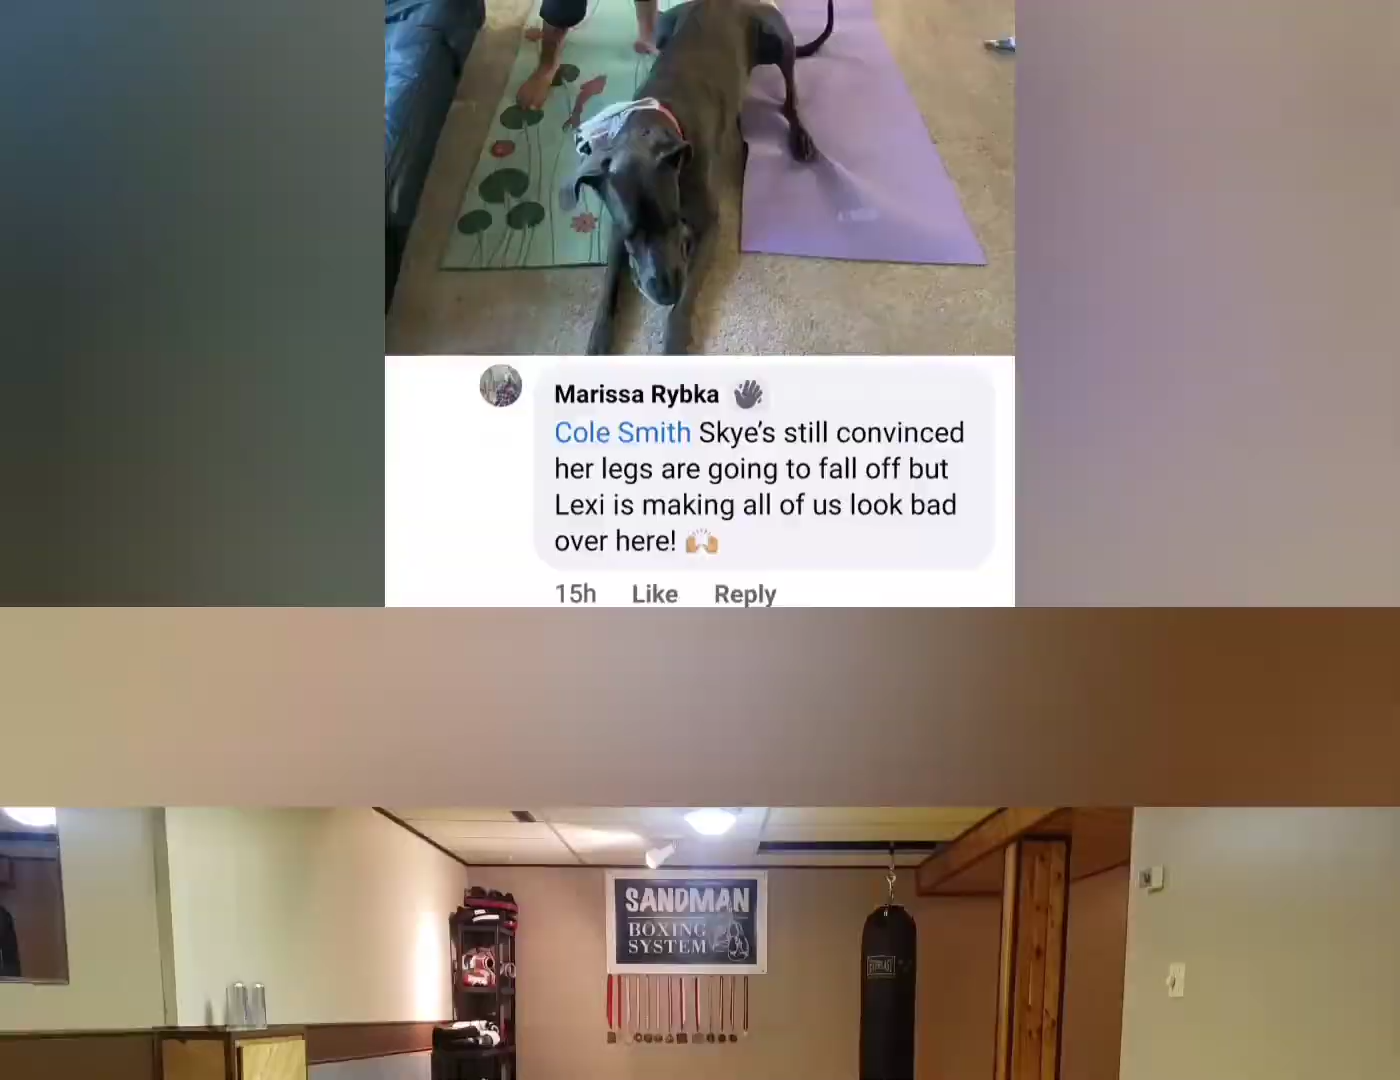 Marissa Rybka
Cole Smith Skye’s still convinced
her legs are going to fall off but
Lexi is making all of us look bad
over here! 🙌🏼
15h Like Reply
SANDMAN
BOXING
SYSTEM
EVERLAST